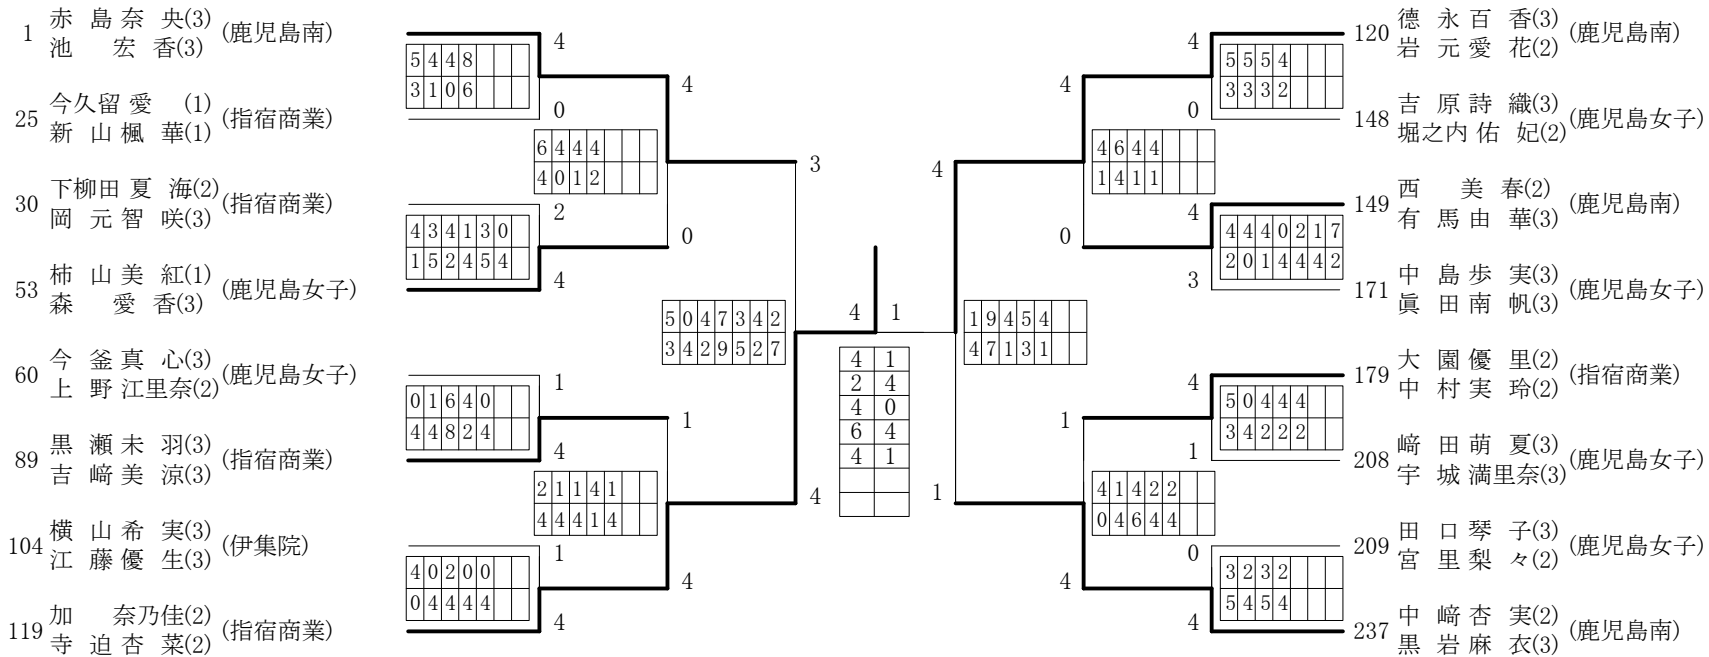 1 赤 島 奈 央(3) (鹿児島南)
池 宏 香(3)
25 今久留 愛 (1) (指宿商業)
新 山 楓 華(1)
30 下柳田 夏 海(2) (指宿商業)
岡 元 智 咲(3)
53 柿 山 美 紅(1) (鹿児島女子)
森 愛 香(3)
60 今 釜 真 心(3) (鹿児島女子)
上 野 江里奈(2)
89 黒 瀬 未 羽(3) (指宿商業)
吉 﨑 美 涼(3)
104 横 山 希 実(3) (伊集院)
江 藤 優 生(3)
119 加 奈乃佳(2) (指宿商業)
寺 迫 杏 菜(2)
4
5 4 4 8
3 1 0 6
0
2
4 3 4 1 3 0
1 5 2 4 5 4
4
1
0 1 6 4 0
4 4 8 2 4
4
1
4 0 2 0 0
0 4 4 4 4
4
4
6 4 4 4
4 0 1 2
0
1
2 1 1 4 1
4 4 4 1 4
4
3
5 0 4 7 3 4 2
3 4 2 9 5 2 7
4
4 1
4 1
2 4
4 0
6 4
4 1
4
1 9 4 5 4
4 7 1 3 1
1
4
4 6 4 4
1 4 1 1
0
1
4 1 4 2 2
0 4 6 4 4
4
4
5 5 5 4
3 3 3 2
0
4
4 4 4 0 2 1 7
2 0 1 4 4 4 2
3
4
5 0 4 4 4
3 4 2 2 2
1
0
3 2 3 2
5 4 5 4
4
120 德 永 百 香(3) (鹿児島南)
岩 元 愛 花(2)
148 吉 原 詩 織(3) (鹿児島女子)
堀之内 佑 妃(2)
149 西 美 春(2) (鹿児島南)
有 馬 由 華(3)
171 中 島 歩 実(3) (鹿児島女子)
眞 田 南 帆(3)
179 大 園 優 里(2) (指宿商業)
中 村 実 玲(2)
208 﨑 田 萌 夏(3) (鹿児島女子)
宇 城 満里奈(3)
209 田 口 琴 子(3) (鹿児島女子)
宮 里 梨 々(2)
237 中 﨑 杏 実(2) (鹿児島南)
黒 岩 麻 衣(3)